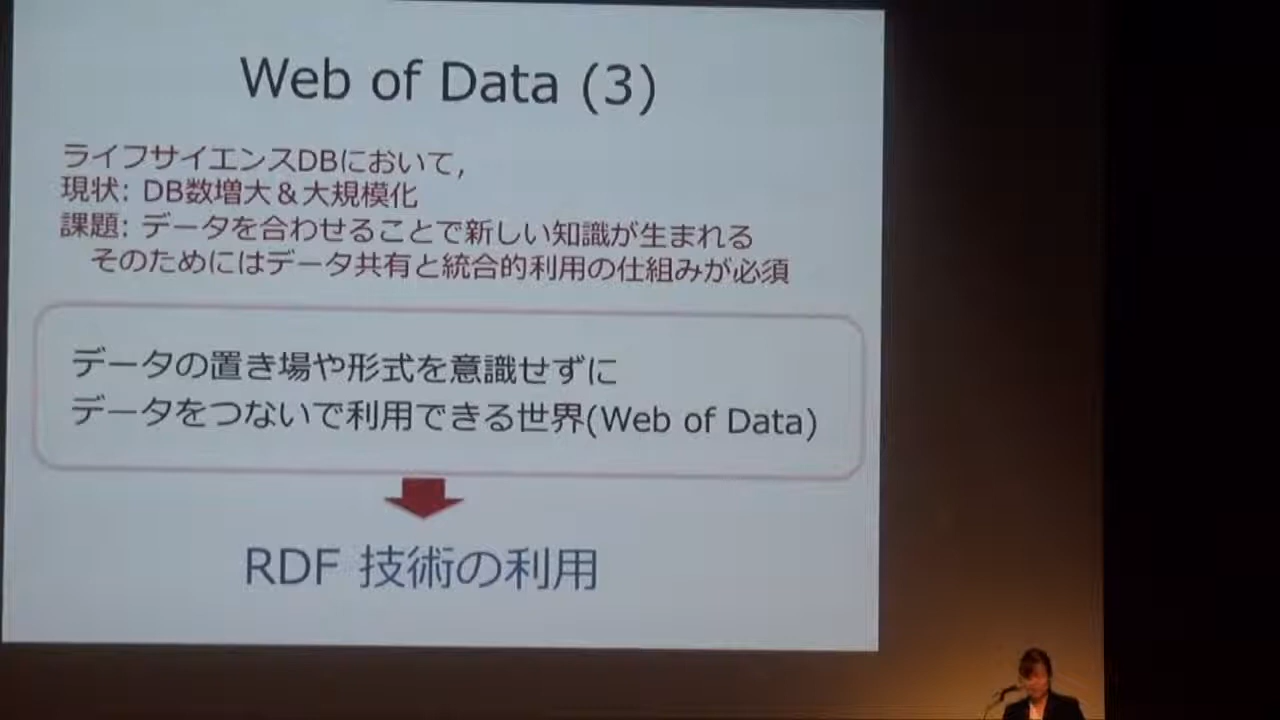 Web of Data (3)
ライフサイエンスDBにおいて,
現状: DB数増大＆大規模化
課題: データを合わせることで新しい知識が生まれる
そのためにはデータ共有と統合的利用の仕組みが必須
データの置き場や形式を意識せずに
データをつないで利用できる世界(Web of Data)
RDF 技術の利用